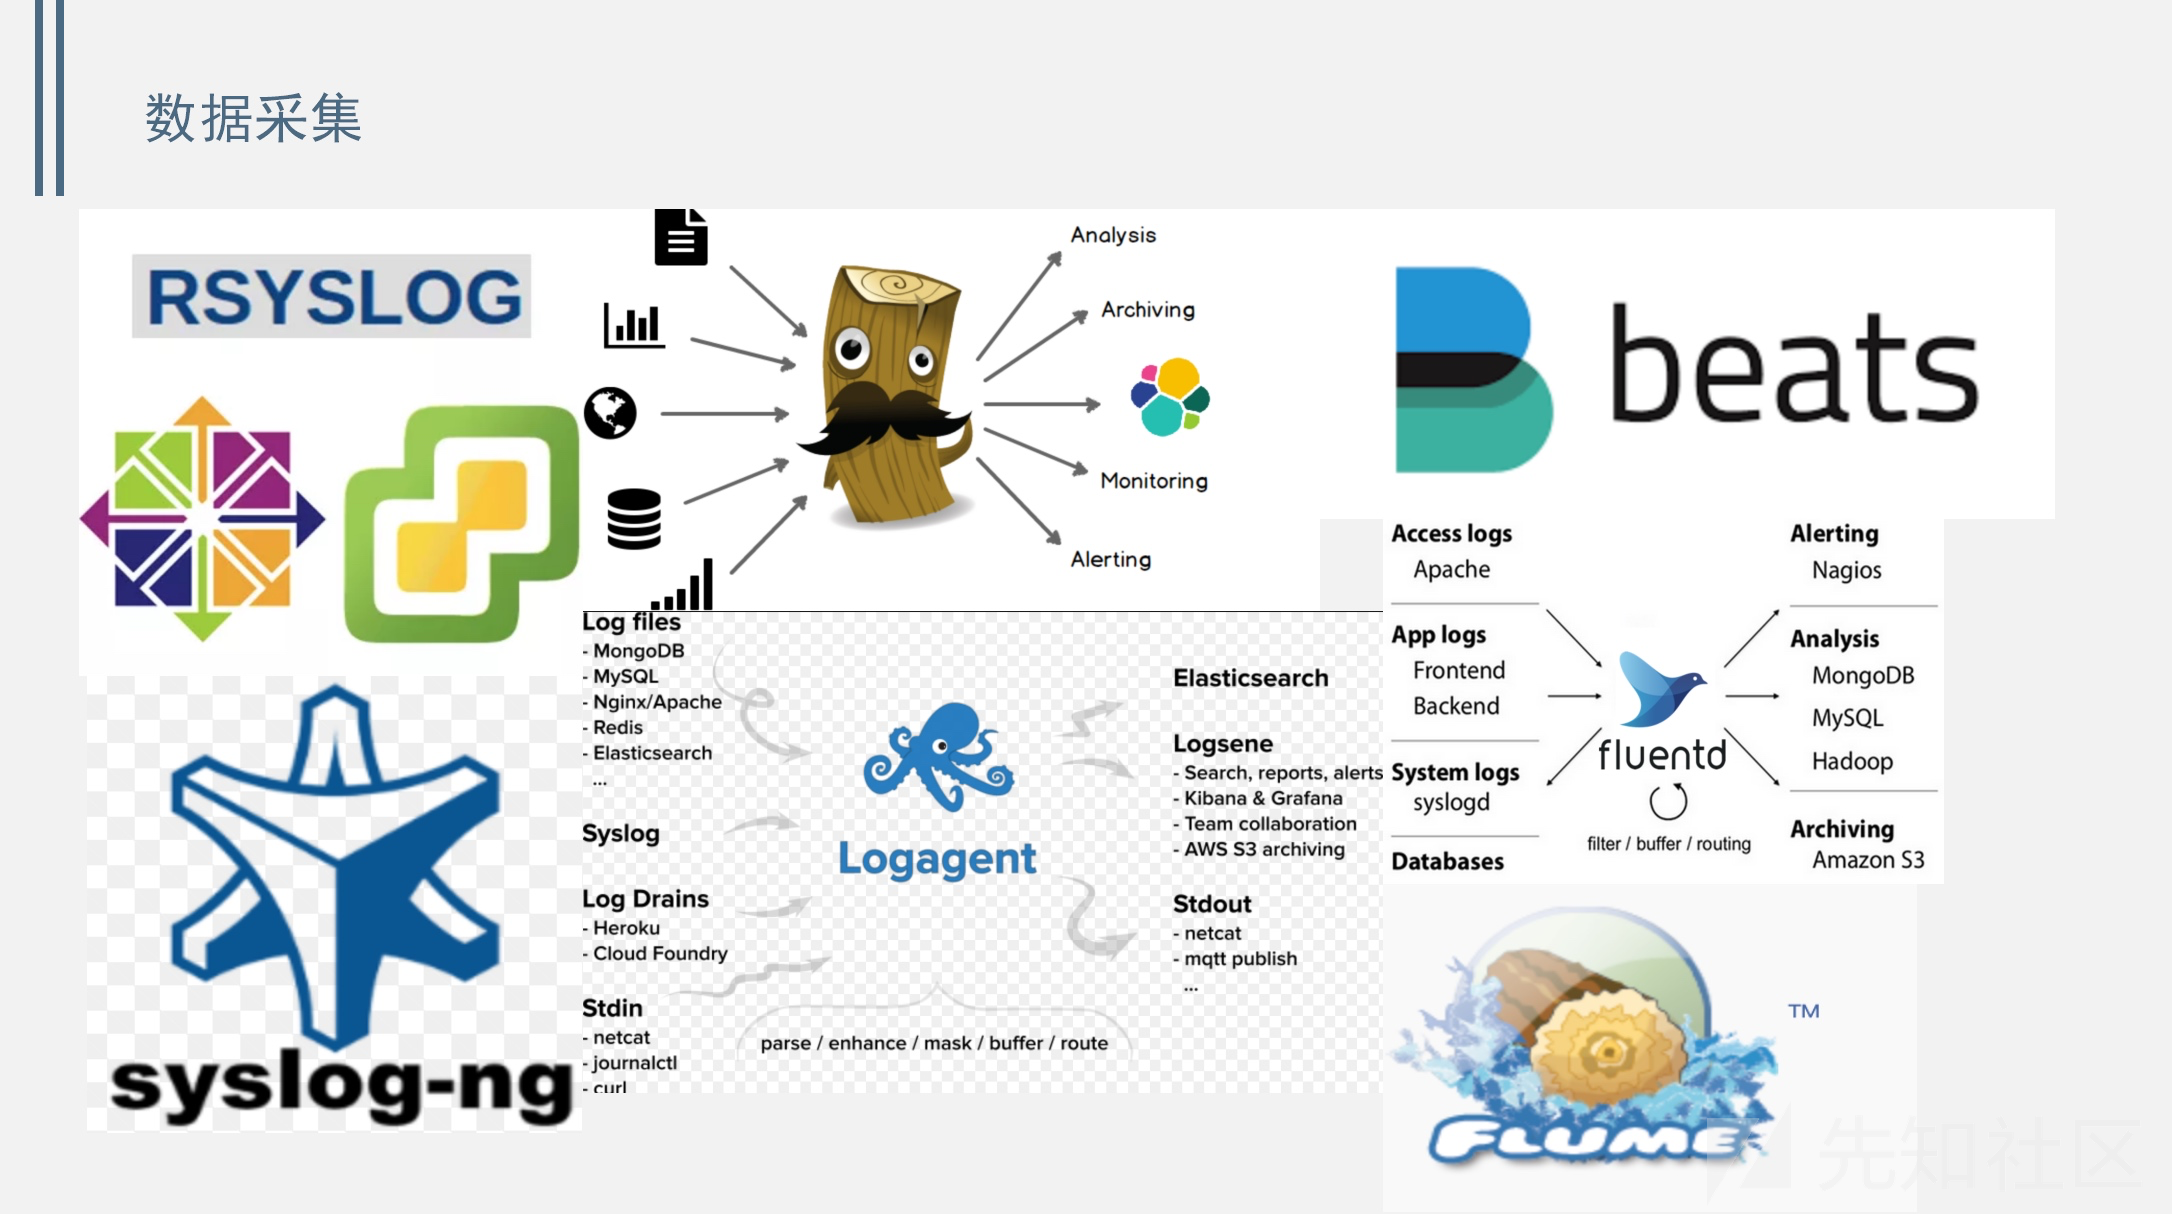 数据采集
RSYSLOG
syslog-ng
Analysis
Archiving
Monitoring
Alerting
beats
Log files
- MongoDB
- MySQL
- Nginx/Apache
- Redis
- Elasticsearch
...
Syslog
Log Drains
- Heroku
- Cloud Foundry
Stdin
- netcat
- journalctl
- curl
Logagent
parse / enhance / mask / buffer / route
Elasticsearch
Logsene
- Search, reports, alerts
- Kibana & Grafana
- Team collaboration
- AWS S3 archiving
Stdout
- netcat
- mqtt publish
...
Access logs
Apache
App logs
Frontend
Backend
System logs
syslogd
Databases
fluentd
filter / buffer / routing
Alerting
Nagios
Analysis
MongoDB
MySQL
Hadoop
Archiving
Amazon S3
FLUME
TM
先知社区